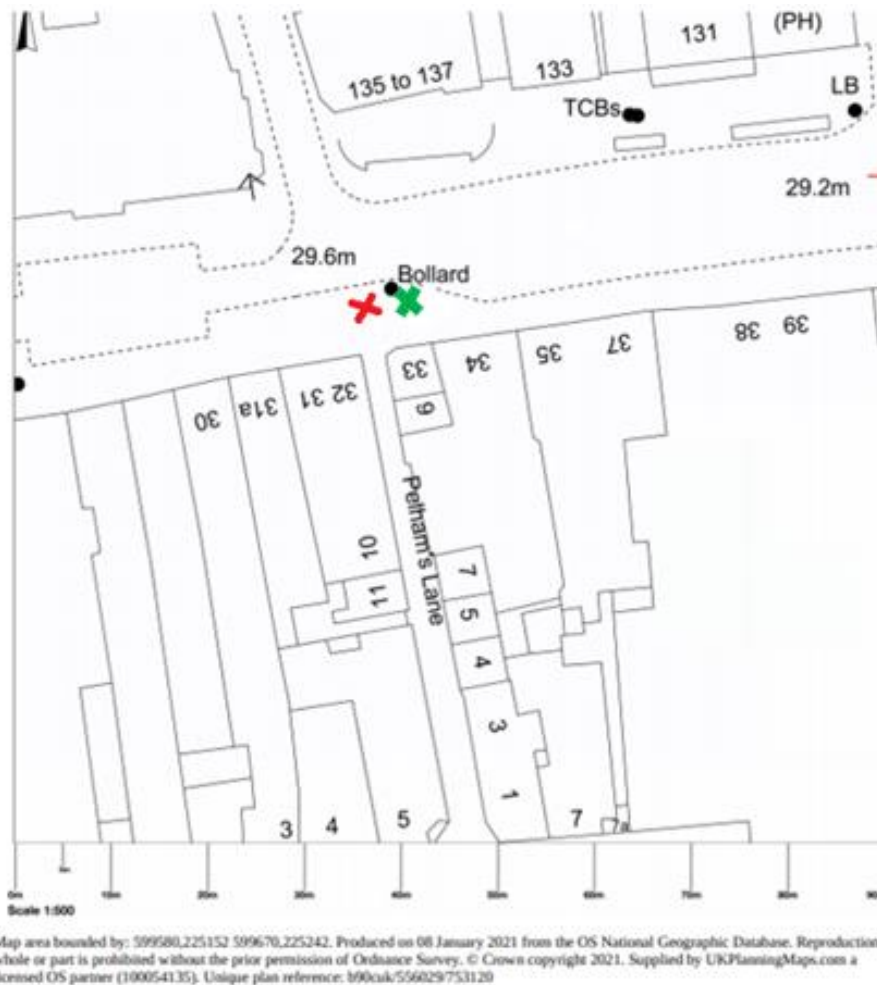 (PH)
131
133
135 to 137
TCBs
LB
29.2m
29.6m
Bollard
30
31a
31
32
33
34
35
37
38
39
9
10
11
Pelham's Lane
7
5
4
3
1
3
4
5
7
7a
0m 10m 20m 30m 40m 50m 60m 70m 80m 90
Scale 1:500
Map area bounded by: 599580,225152 599670,225242. Produced on 08 January 2021 from the OS National Geographic Database. Reproduction
whole or part is prohibited without the prior permission of Ordnance Survey. © Crown copyright 2021. Supplied by UKPlanningMaps.com a
licensed OS partner (100054135). Unique plan reference: b90cuk/556029/753120